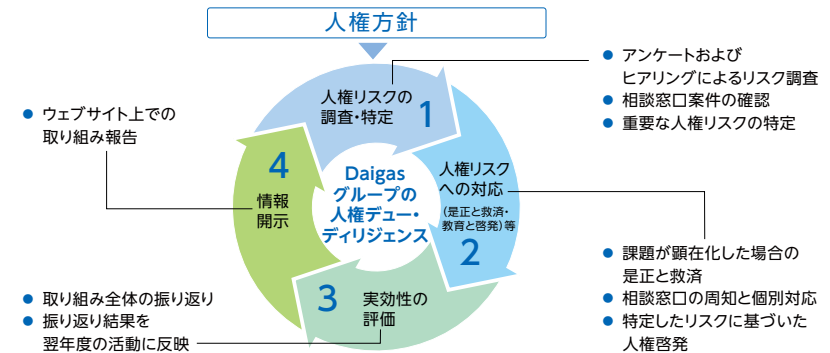 人権方針
人権リスクの
調査・特定
1
● アンケートおよび
ヒアリングによるリスク調査
● 相談窓口案件の確認
● 重要な人権リスクの特定
人権リスク
への対応
(是正と救済・
教育と啓発)等
2
● 課題が顕在化した場合の
是正と救済
● 相談窓口の周知と個別対応
● 特定したリスクに基づいた
人権啓発
3
実効性の
評価
● 取り組み全体の振り返り
● 振り返り結果を
翌年度の活動に反映
4
情報
開示
● ウェブサイト上での
取り組み報告
Daigas
グループの
人権デュー・
ディリジェンス